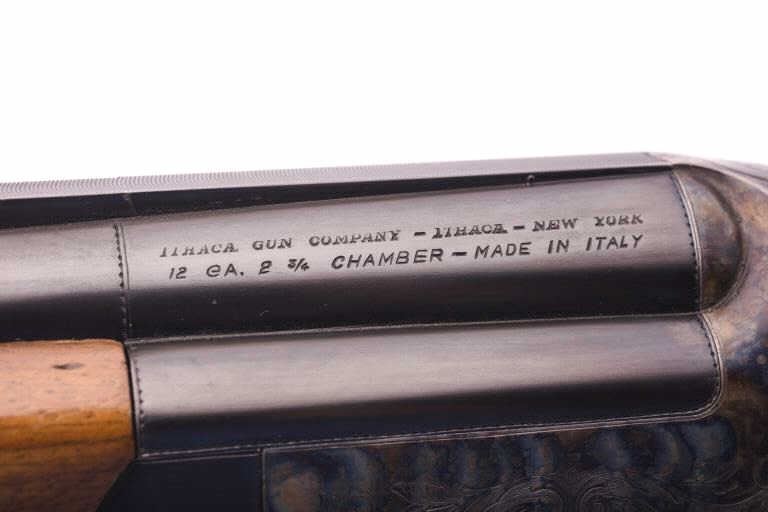 ITHACA GUN COMPANY - ITHACA - NEW YORK
12 GA. 2 3/4 CHAMBER - MADE IN ITALY